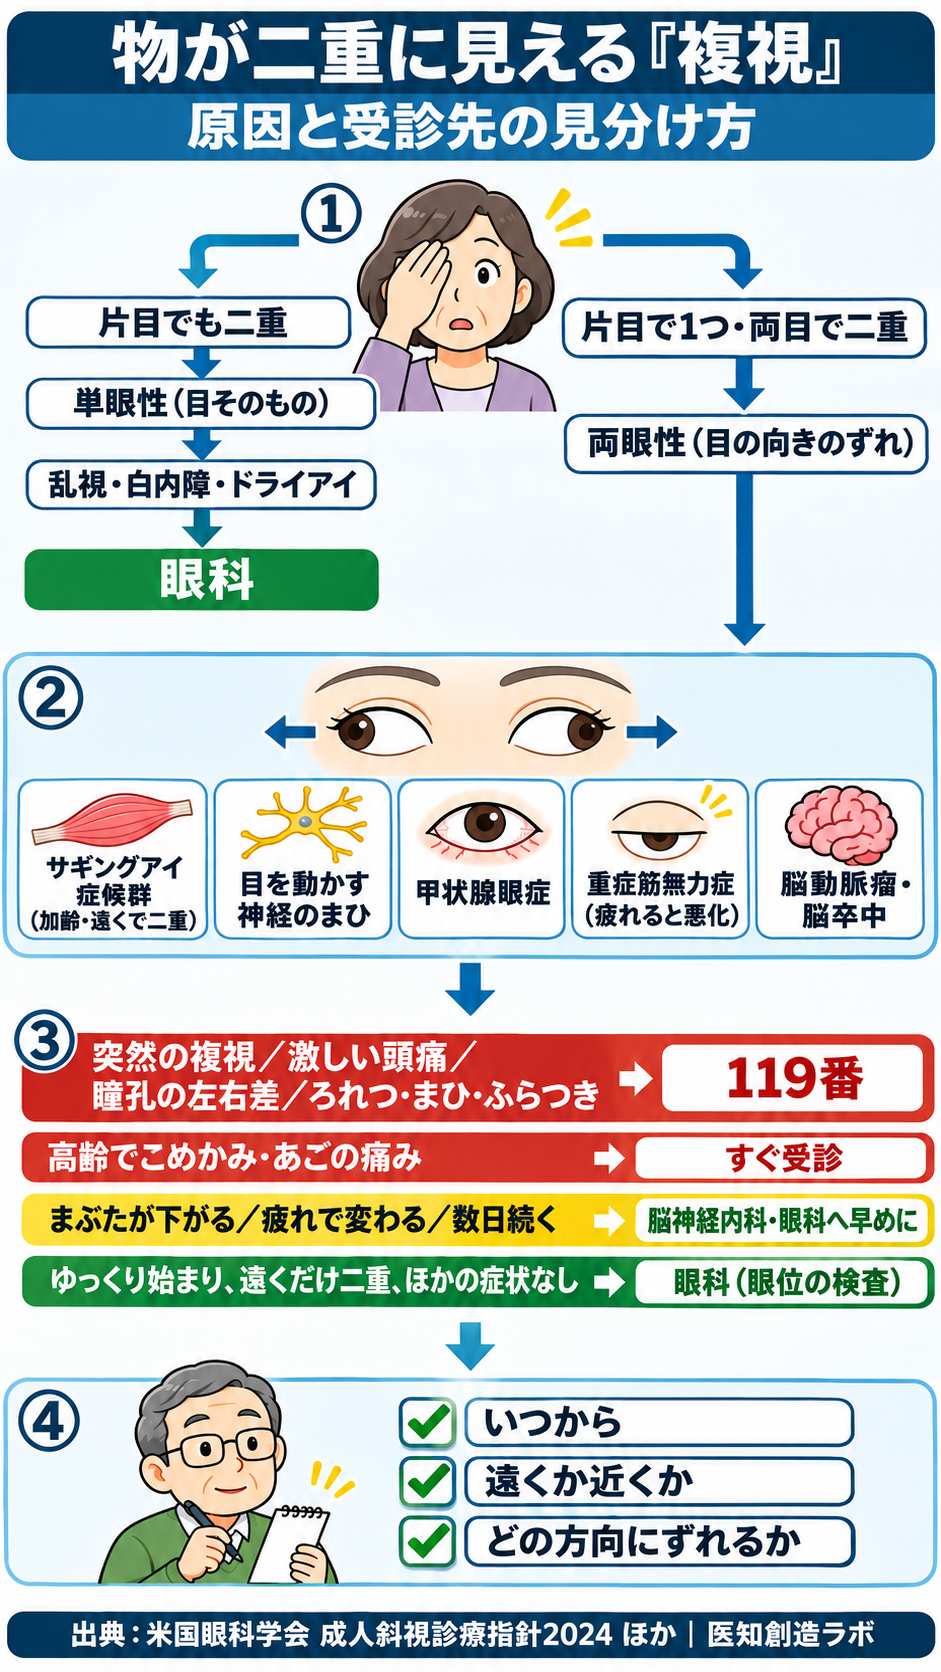 物が二重に見える『複視』
原因と受診先の見分け方
①
片目でも二重
単眼性（目そのもの）
乱視・白内障・ドライアイ
眼科
片目で1つ・両目で二重
両眼性（目の向きのずれ）
②
サギングアイ
症候群
（加齢・遠くで二重）
目を動かす
神経のまひ
甲状腺眼症
重症筋無力症
（疲れると悪化）
脳動脈瘤・
脳卒中
③
突然の複視／激しい頭痛／
瞳孔の左右差／ろれつ・まひ・ふらつき
119番
高齢でこめかみ・あごの痛み
すぐ受診
まぶたが下がる／疲れで変わる／数日続く
脳神経内科・眼科へ早めに
ゆっくり始まり、遠くだけ二重、ほかの症状なし
眼科（眼位の検査）
④
いつから
遠くか近くか
どの方向にずれるか
出典：米国眼科学会 成人斜視診療指針2024 ほか｜医知創造ラボ